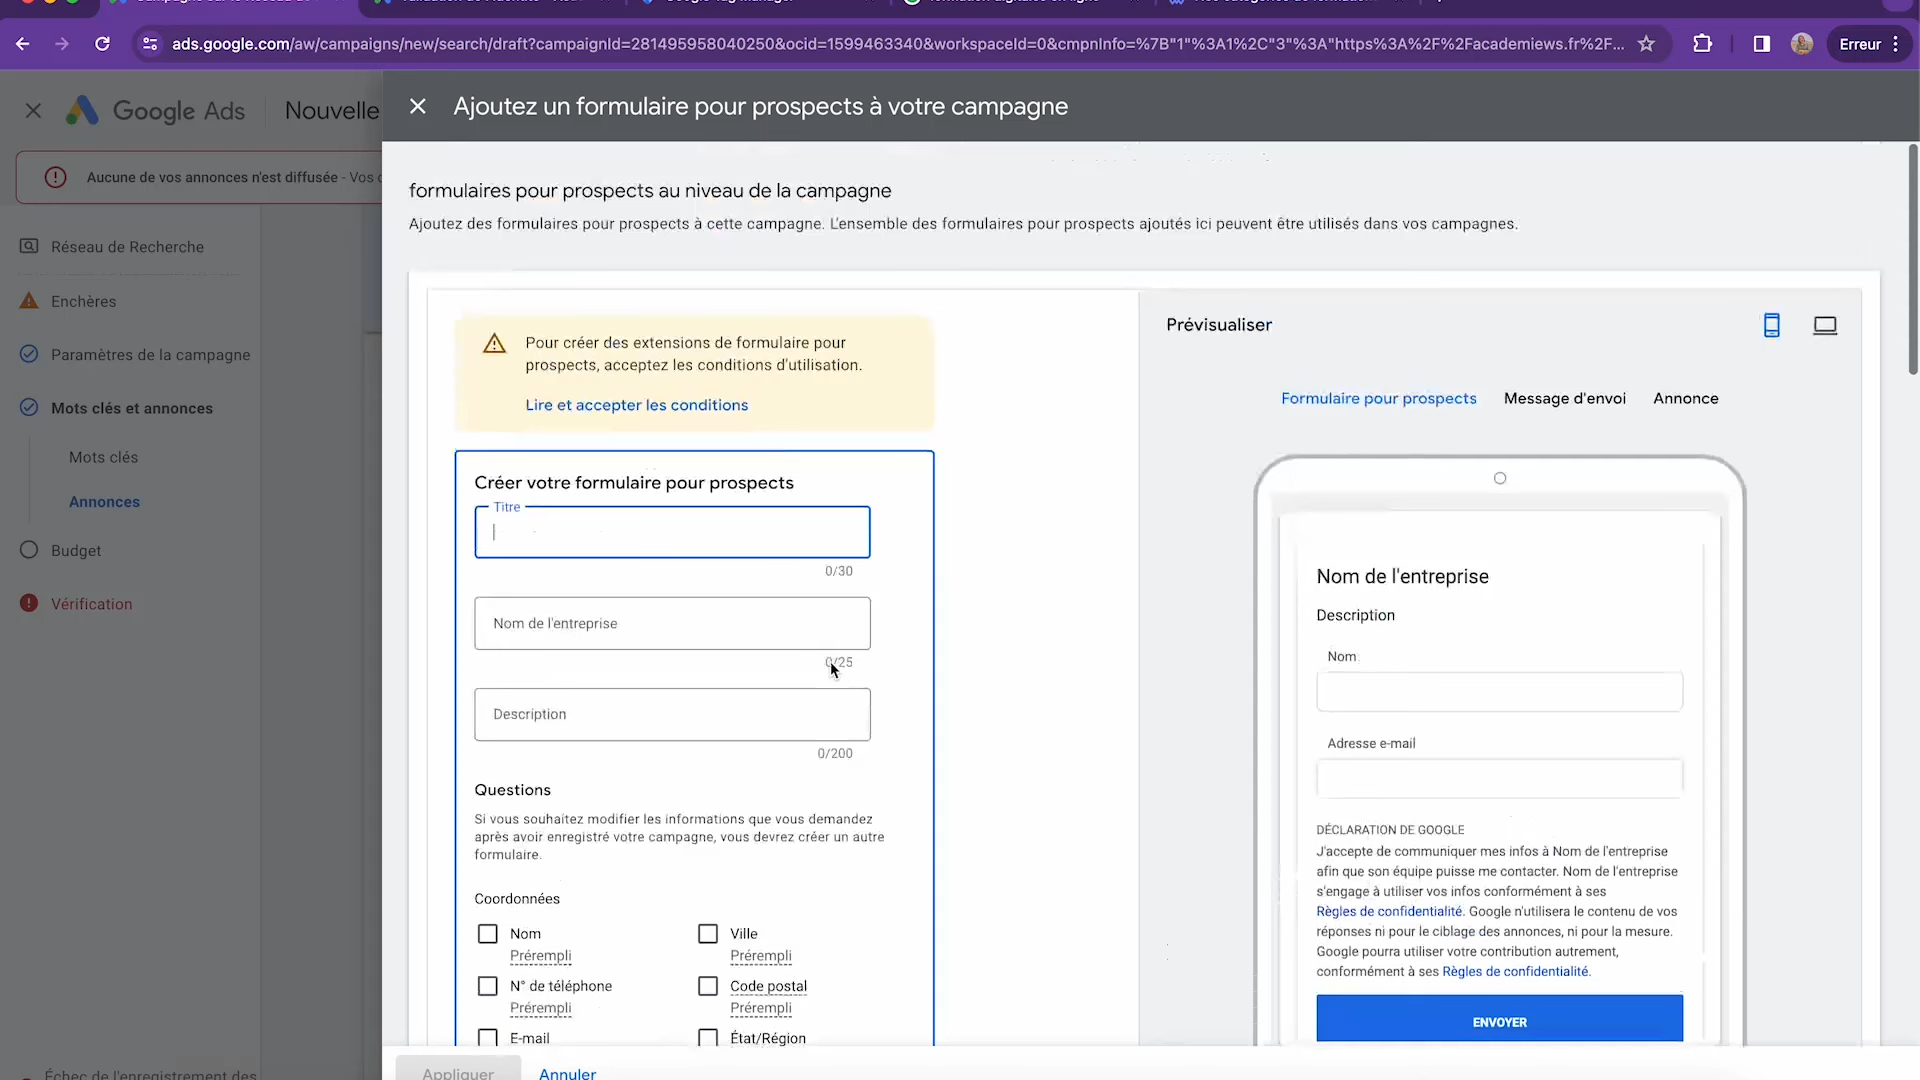 ads.google.com/aw/campaigns/new/search/draft?campaignId=281495958040250&ocid=1599463340&workspaceId=0&cmpnInfo=%7B"1"%3A1%2C"3"%3A"https%3A%2F%2Facademiews.fr%2F...
Erreur
Google Ads
Nouvelle
Ajoutez un formulaire pour prospects à votre campagne
Aucune de vos annonces n'est diffusée - Vos
formulaires pour prospects au niveau de la campagne
Ajoutez des formulaires pour prospects à cette campagne. L'ensemble des formulaires pour prospects ajoutés ici peuvent être utilisés dans vos campagnes.
Réseau de Recherche
Enchères
Paramètres de la campagne
Mots clés et annonces
Mots clés
Annonces
Budget
Vérification
Échec de l'enregistrement des
Pour créer des extensions de formulaire pour
prospects, acceptez les conditions d'utilisation.
Lire et accepter les conditions
Créer votre formulaire pour prospects
Titre
0/30
Nom de l'entreprise
0/25
Description
0/200
Questions
Si vous souhaitez modifier les informations que vous demandez
après avoir enregistré votre campagne, vous devrez créer un autre
formulaire.
Coordonnées
Nom
Prérempli
Ville
Prérempli
N° de téléphone
Prérempli
Code postal
Prérempli
E-mail
État/Région
Appliquer
Annuler
Prévisualiser
Formulaire pour prospects
Message d'envoi
Annonce
Nom de l'entreprise
Description
Nom
Adresse e-mail
DÉCLARATION DE GOOGLE
J'accepte de communiquer mes infos à Nom de l'entreprise
afin que son équipe puisse me contacter. Nom de l'entreprise
s'engage à utiliser vos infos conformément à ses
Règles de confidentialité. Google n'utilisera le contenu de vos
réponses ni pour le ciblage des annonces, ni pour la mesure.
Google pourra utiliser votre contribution autrement,
conformément à ses Règles de confidentialité.
ENVOYER